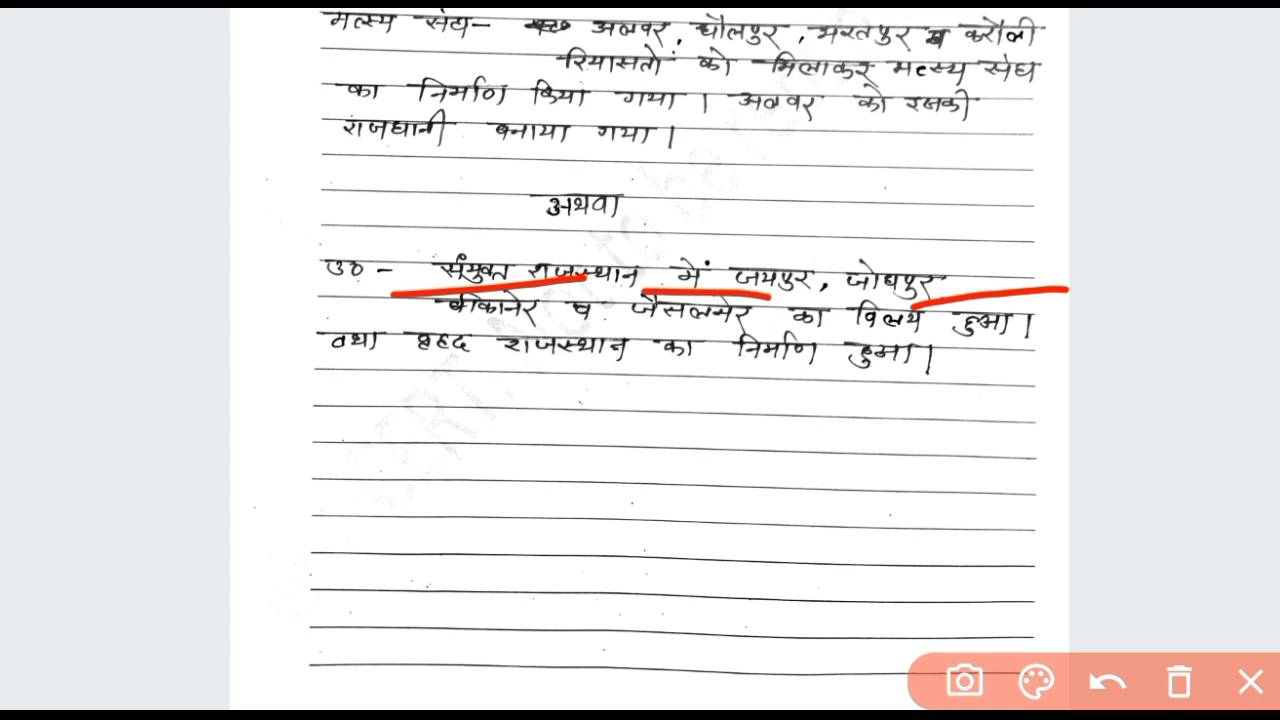 मत्स्य संघ- अलवर, धौलपुर, भरतपुर व करौली
रियासतों को मिलाकर मत्स्य संघ
का निर्माण किया गया । अलवर को इसकी
राजधानी बनाया गया ।
अथवा
उ०- संयुक्त राजस्थान में जयपुर, जोधपुर
बीकानेर व जैसलमेर का विलय हुआ ।
तथा वृहद राजस्थान का निर्माण हुआ ।